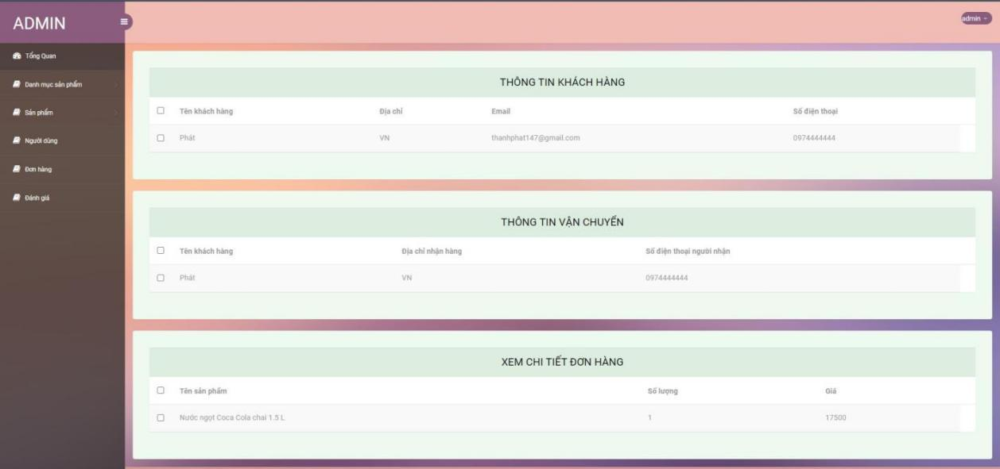 ADMIN
admin
Tổng Quan
Danh mục sản phẩm
Sản phẩm
Người dùng
Đơn hàng
Đánh giá
THÔNG TIN KHÁCH HÀNG
Tên khách hàng Địa chỉ Email Số điện thoại
Phát VN thanhphat147@gmail.com 0974444444
THÔNG TIN VẬN CHUYỂN
Tên khách hàng Địa chỉ nhận hàng Số điện thoại người nhận
Phát VN 0974444444
XEM CHI TIẾT ĐƠN HÀNG
Tên sản phẩm Số lượng Giá
Nước ngọt Coca Cola chai 1.5 L 1 17500